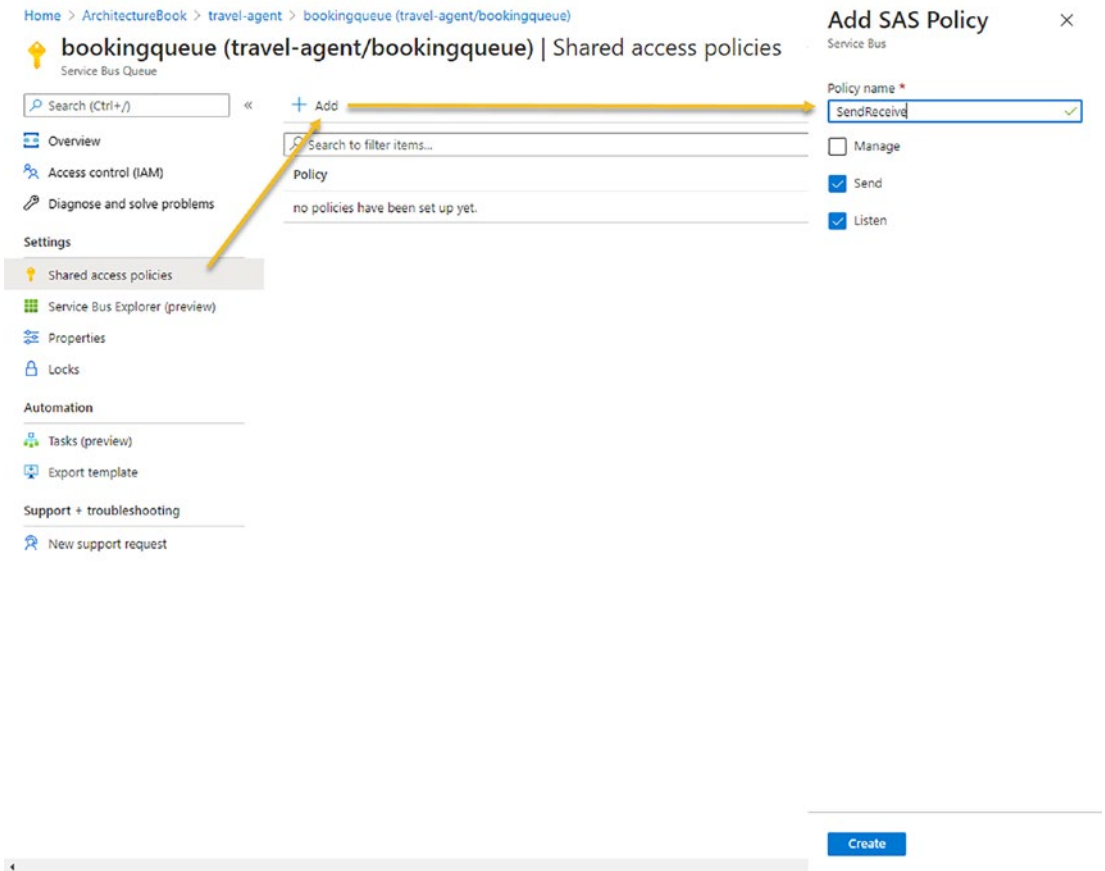 Home > ArchitectureBook > travel-agent > bookingqueue (travel-agent/bookingqueue)
bookingqueue (travel-agent/bookingqueue) | Shared access policies
Service Bus Queue
Search (Ctrl+/)
«
Overview
Access control (IAM)
Diagnose and solve problems
Settings
Shared access policies
Service Bus Explorer (preview)
Properties
Locks
Automation
Tasks (preview)
Export template
Support + troubleshooting
New support request
+ Add
Search to filter items...
Policy
no policies have been set up yet.
Add SAS Policy
Service Bus
Policy name *
SendReceive
Manage
Send
Listen
Create